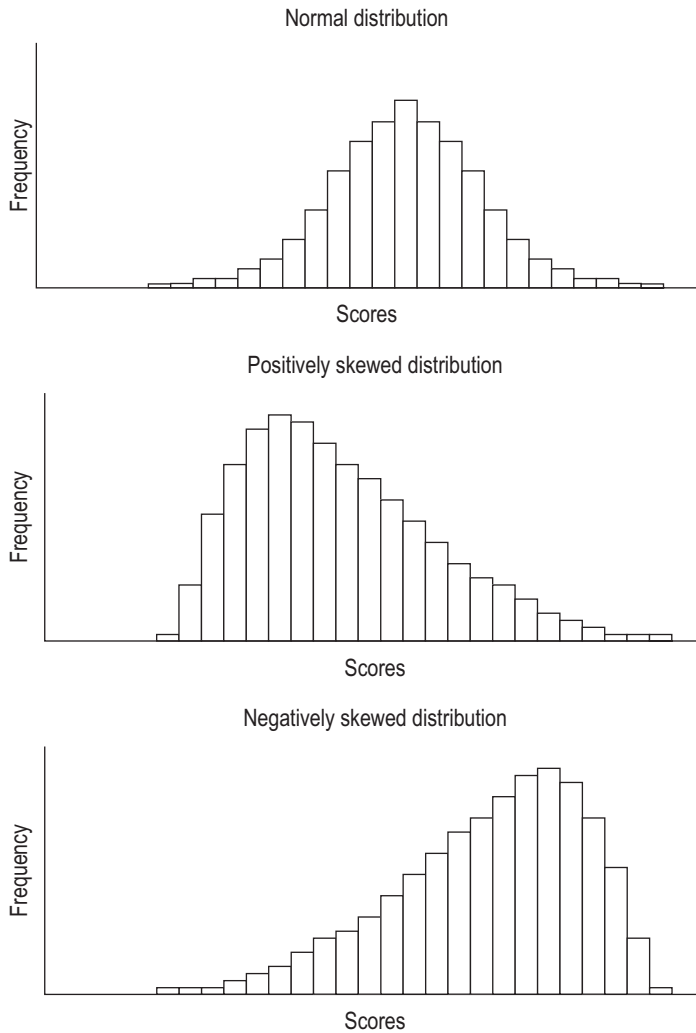 Normal distribution
Frequency
Scores
Positively skewed distribution
Frequency
Scores
Negatively skewed distribution
Frequency
Scores